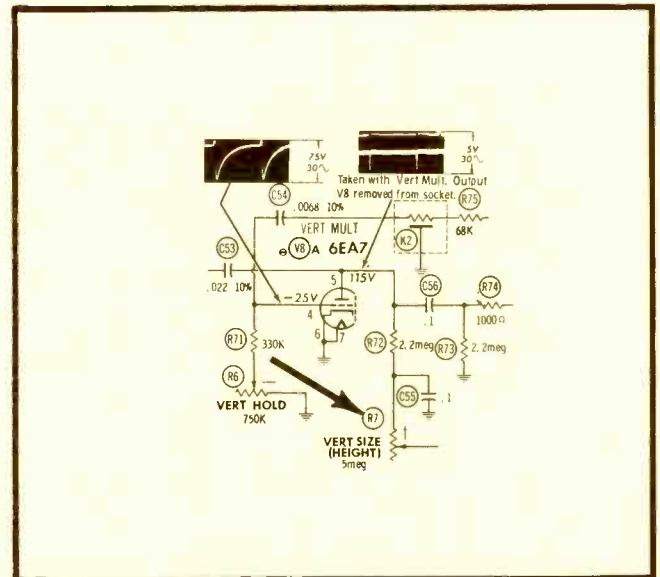 75V
30~
5V
30~
Taken with Vert Mult. Output
V8 removed from socket.
C54
.0068 10%
R75
68K
VERT MULT
K2
V8 A 6EA7
C53
.022 10%
115V
5
-25V
4
6
7
C56
.1
R74
1000Ω
R71
330K
R72
2.2meg
R73
2.2meg
R6
VERT HOLD
750K
R7
C55
.1
VERT SIZE
(HEIGHT)
5meg